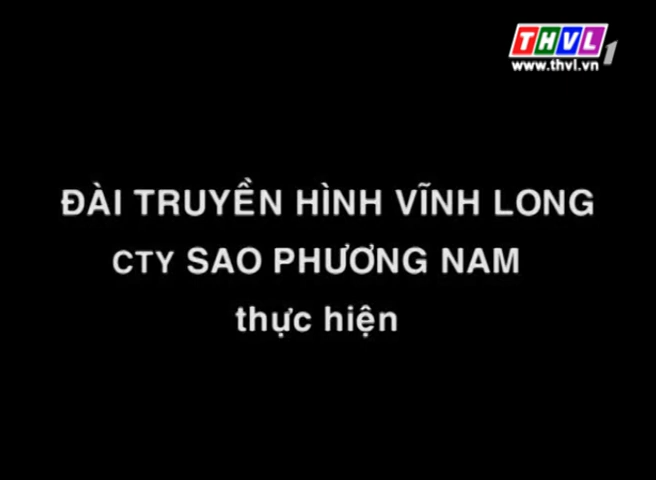 THVL1
www.thvl.vn
ĐÀI TRUYỀN HÌNH VĨNH LONG
CTY SAO PHƯƠNG NAM
thực hiện